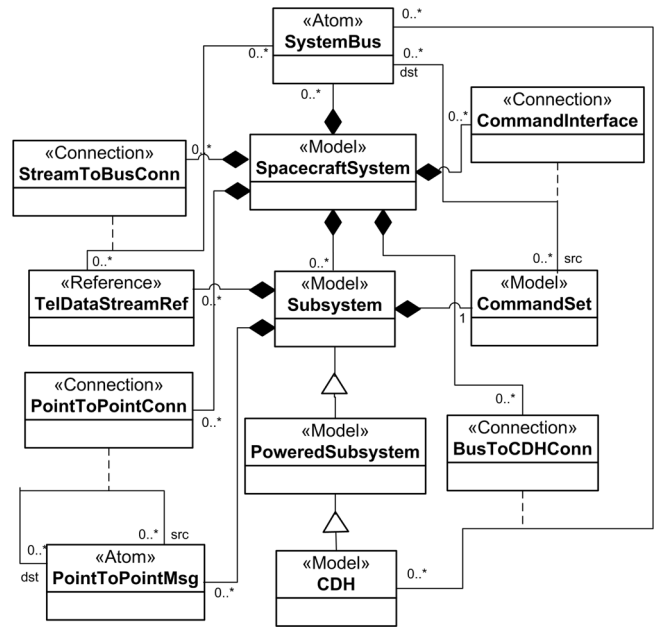 «Atom»
SystemBus
0..*
0..*
0..*
dst
0..*
«Connection»
CommandInterface
0..*
«Connection»
StreamToBusConn
0..*
«Model»
SpacecraftSystem
0..*
0..*
0..* src
«Reference»
TelDataStreamRef
0..*
«Model»
Subsystem
1
«Model»
CommandSet
«Connection»
PointToPointConn
0..*
0..*
«Model»
PoweredSubsystem
«Connection»
BusToCDHConn
0..* src
0..*
dst
«Atom»
PointToPointMsg
0..*
«Model»
CDH
0..*